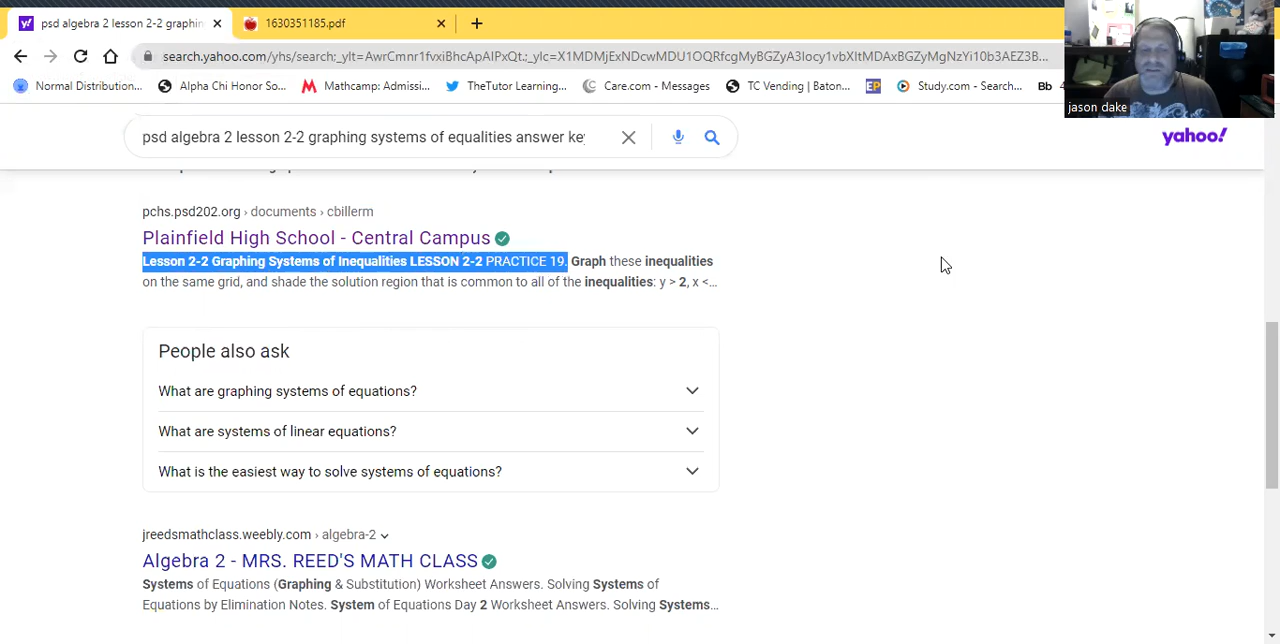 psd algebra 2 lesson 2-2 graphin
1630351185.pdf
search.yahoo.com/yhs/search;_ylt=AwrCmnr1fvxiBhcApAIPxQt.;_ylc=X1MDMjExNDcwMDU1OQRfcgMyBGZyA3locy1vbXItMDAxBGZyMgNzYi10b3AEZ3B...
Normal Distribution...
Alpha Chi Honor So...
Mathcamp: Admissi...
TheTutor Learning...
Care.com - Messages
TC Vending | Baton...
EP
Study.com - Search...
Bb
jason dake
psd algebra 2 lesson 2-2 graphing systems of equalities answer ke
yahoo!
pchs.psd202.org › documents › cbillerm
Plainfield High School - Central Campus
Lesson 2-2 Graphing Systems of Inequalities LESSON 2-2 PRACTICE 19. Graph these inequalities
on the same grid, and shade the solution region that is common to all of the inequalities: y > 2, x <...
People also ask
What are graphing systems of equations?
What are systems of linear equations?
What is the easiest way to solve systems of equations?
jreedsmathclass.weebly.com › algebra-2
Algebra 2 - MRS. REED'S MATH CLASS
Systems of Equations (Graphing & Substitution) Worksheet Answers. Solving Systems of
Equations by Elimination Notes. System of Equations Day 2 Worksheet Answers. Solving Systems...